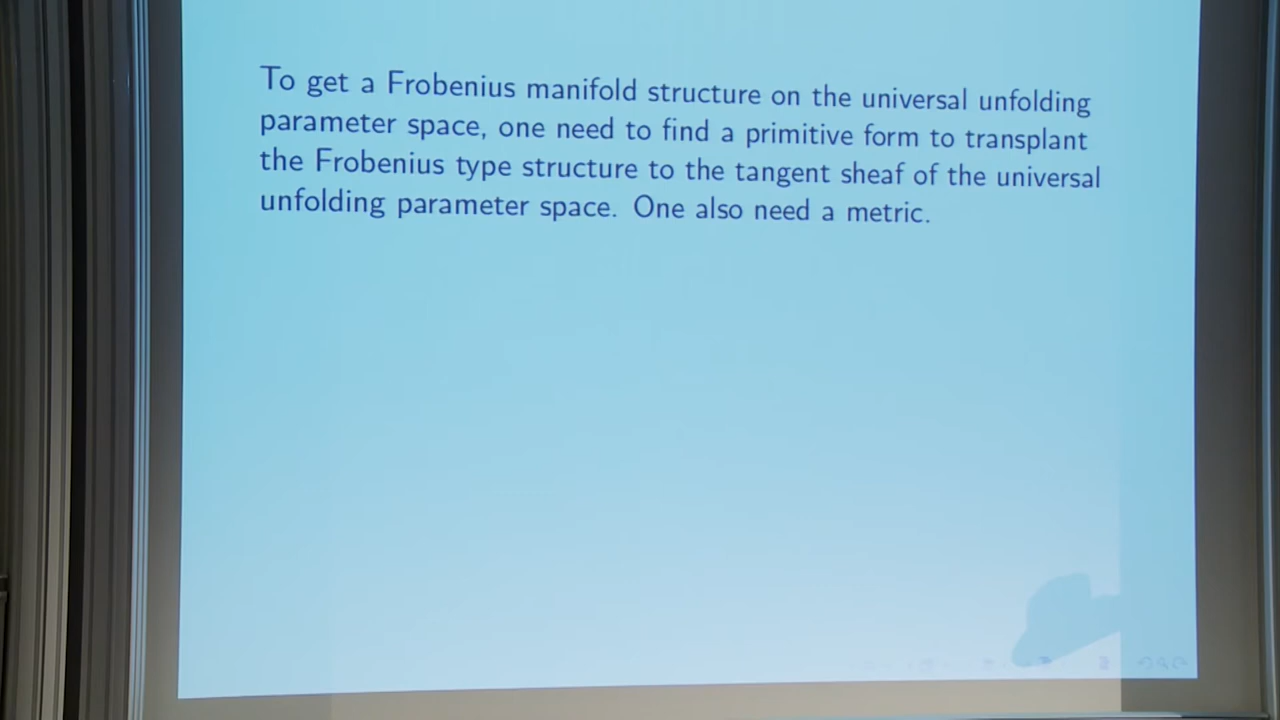 To get a Frobenius manifold structure on the universal unfolding
parameter space, one need to find a primitive form to transplant
the Frobenius type structure to the tangent sheaf of the universal
unfolding parameter space. One also need a metric.